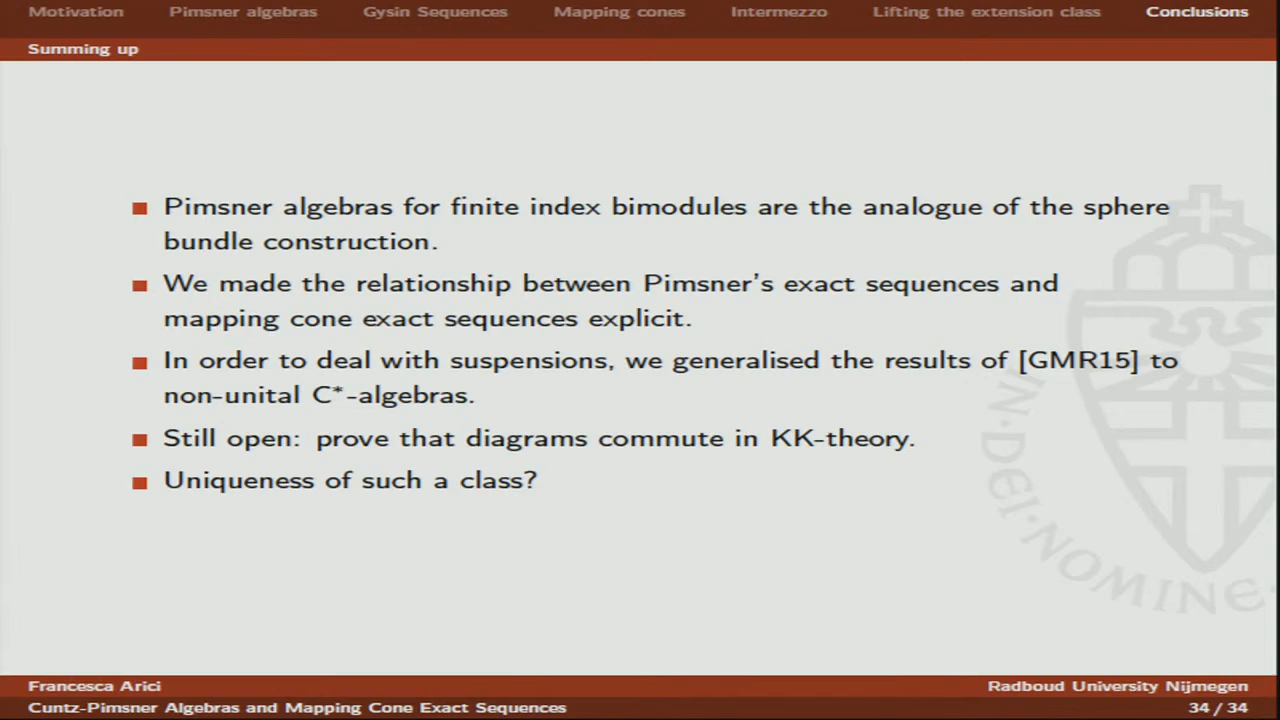 Motivation Pimsner algebras Gysin Sequences Mapping cones Intermezzo Lifting the extension class Conclusions
Summing up
Pimsner algebras for finite index bimodules are the analogue of the sphere
bundle construction.
We made the relationship between Pimsner's exact sequences and
mapping cone exact sequences explicit.
In order to deal with suspensions, we generalised the results of [GMR15] to
non-unital C*-algebras.
Still open: prove that diagrams commute in KK-theory.
Uniqueness of such a class?
IN·DEI·NOMINE·
Francesca Arici Radboud University Nijmegen
Cuntz-Pimsner Algebras and Mapping Cone Exact Sequences 34 / 34